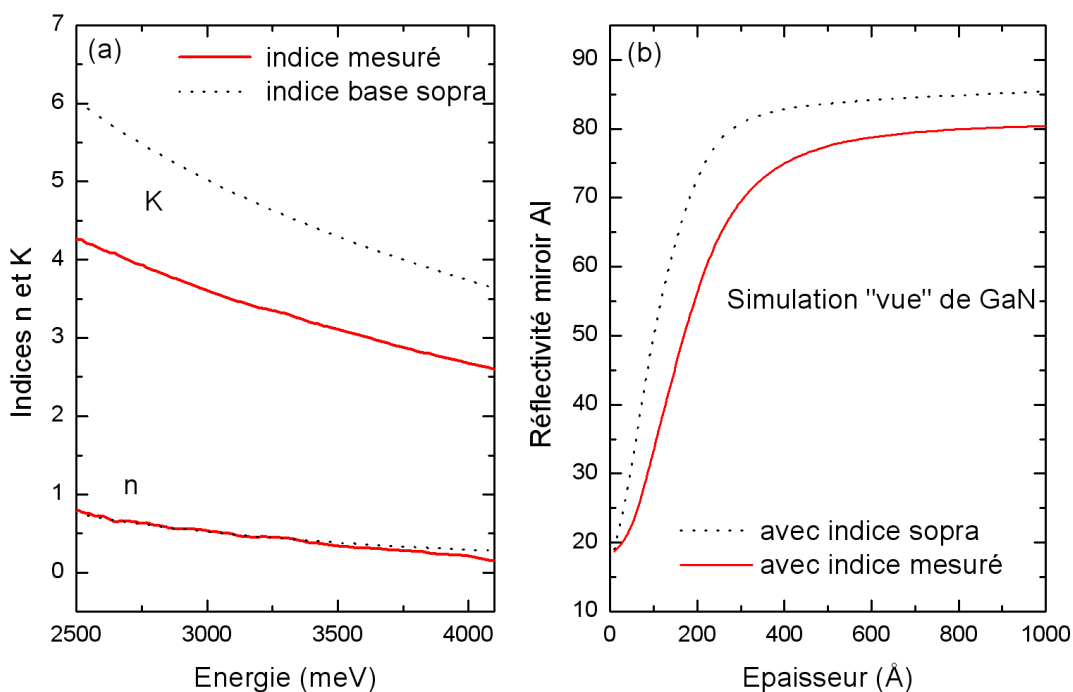 (a)
indice mesuré
indice base sopra
K
n
Indices n et K
7
6
5
4
3
2
1
0
2500
3000
3500
4000
Energie (meV)
(b)
Simulation "vue" de GaN
avec indice sopra
avec indice mesuré
Réflectivité miroir Al
90
80
70
60
50
40
30
20
10
0
200
400
600
800
1000
Epaisseur (Å)